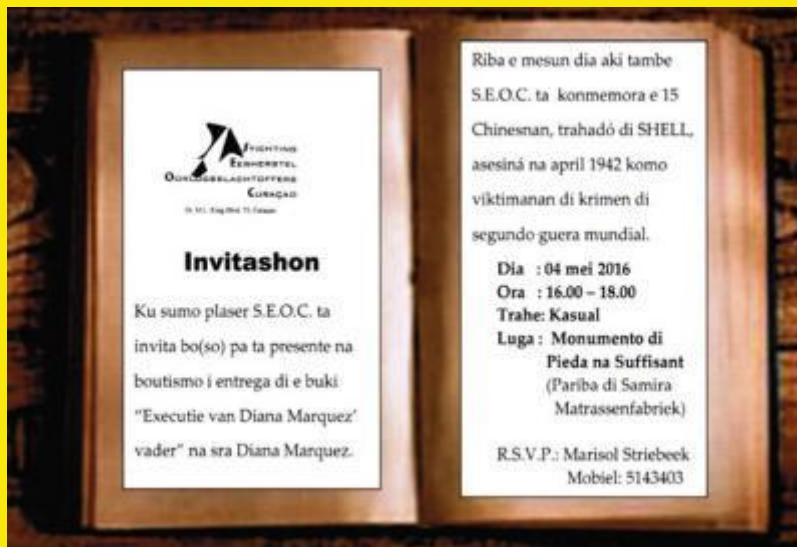 STICHTING
EERHERSTEL
OORLOGSSLACHTOFFERS
CURAÇAO
Invitashon
Ku sumo plaser S.E.O.C. ta
invita bo(so) pa ta presente na
boutismo i entrega di e buki
“Executie van Diana Marquez’
vader” na sra Diana Marquez.
Riba e mesun dia aki tambe
S.E.O.C. ta konmemora e 15
Chinesnan, trahadó di SHELL,
asesiná na april 1942 komo
viktimanan di krimen di
segundo guera mundial.
Dia : 04 mei 2016
Ora : 16.00 – 18.00
Trahe: Kasual
Luga : Monumento di
Pieda na Suffisant
(Pariba di Samira
Matrassenfabriek)
R.S.V.P.: Marisol Striebeek
Mobiel: 5143403